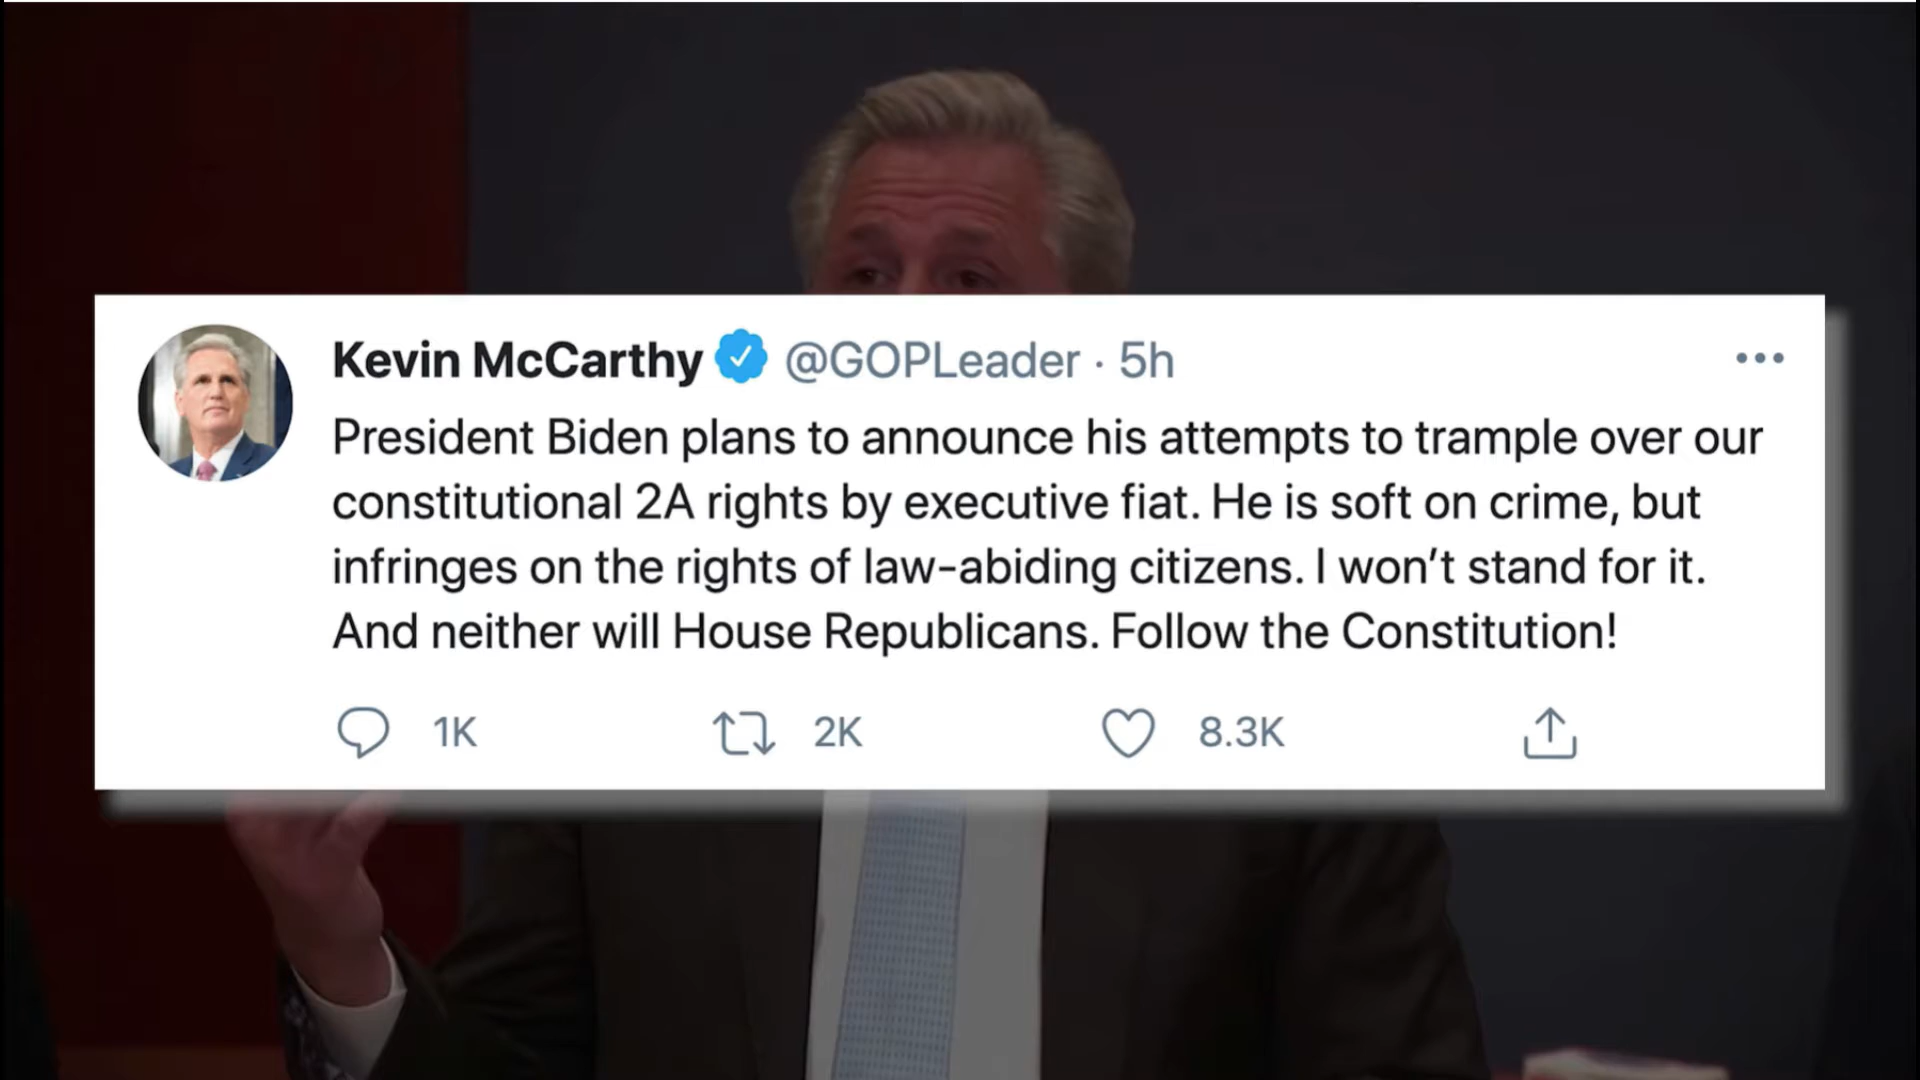 Kevin McCarthy @GOPLeader · 5h
President Biden plans to announce his attempts to trample over our
constitutional 2A rights by executive fiat. He is soft on crime, but
infringes on the rights of law-abiding citizens. I won’t stand for it.
And neither will House Republicans. Follow the Constitution!
1K 2K 8.3K